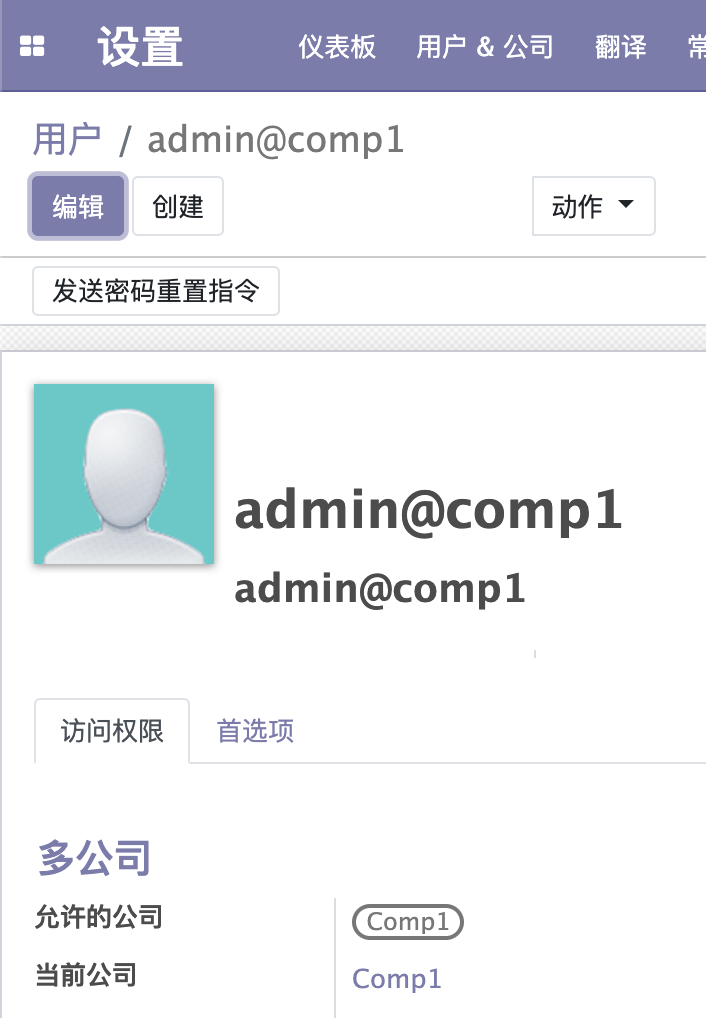 设置 仪表板 用户 & 公司 翻译 常
用户 / admin@comp1
编辑 创建 动作
发送密码重置指令
admin@comp1
admin@comp1
访问权限 首选项
多公司
允许的公司 Comp1
当前公司 Comp1